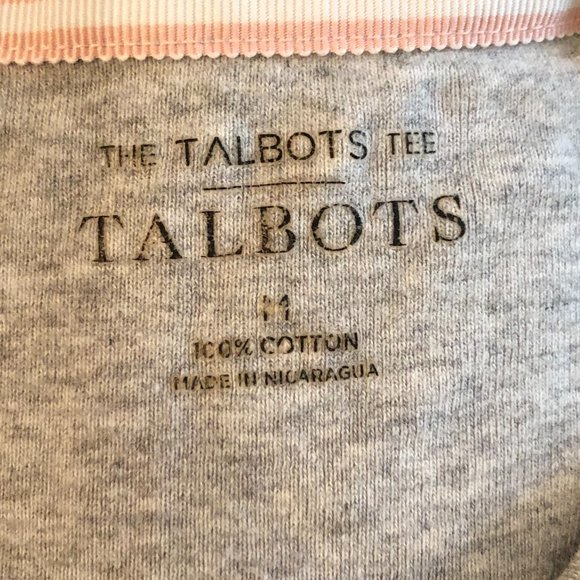 THE TALBOTS TEE
TALBOTS
M
100% COTTON
MADE IN NICARAGUA